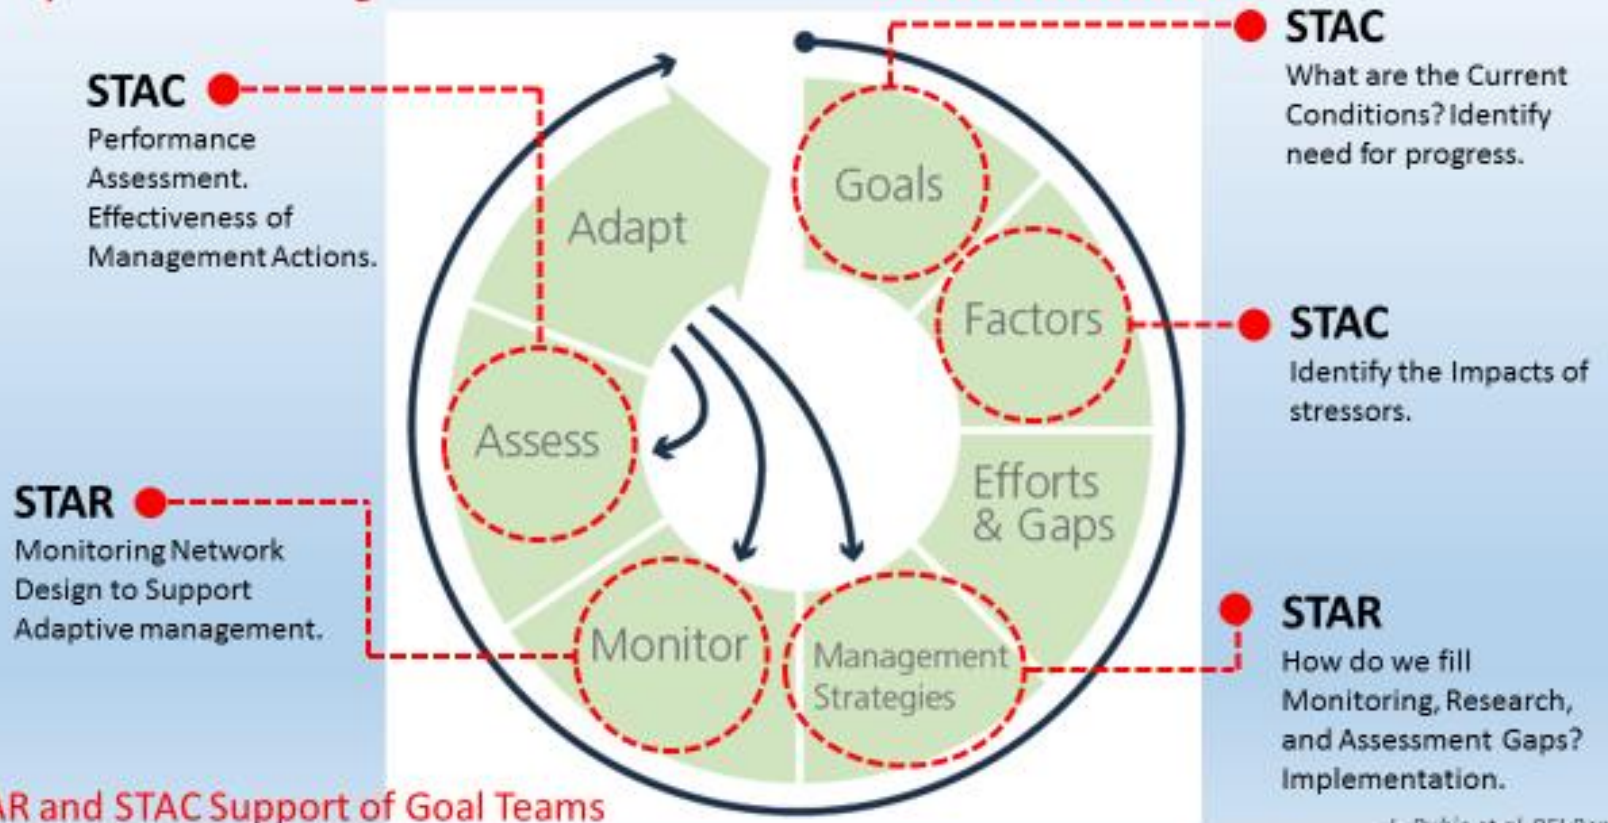 STAC
Performance
Assessment.
Effectiveness of
Management Actions.
STAR
Monitoring Network
Design to Support
Adaptive management.
Adapt
Assess
Monitor
Goals
Factors
Efforts
& Gaps
Management
Strategies
STAC
What are the Current
Conditions? Identify
need for progress.
STAC
Identify the Impacts of
stressors.
STAR
How do we fill
Monitoring, Research,
and Assessment Gaps?
Implementation.
and STAC Support of Goal Teams